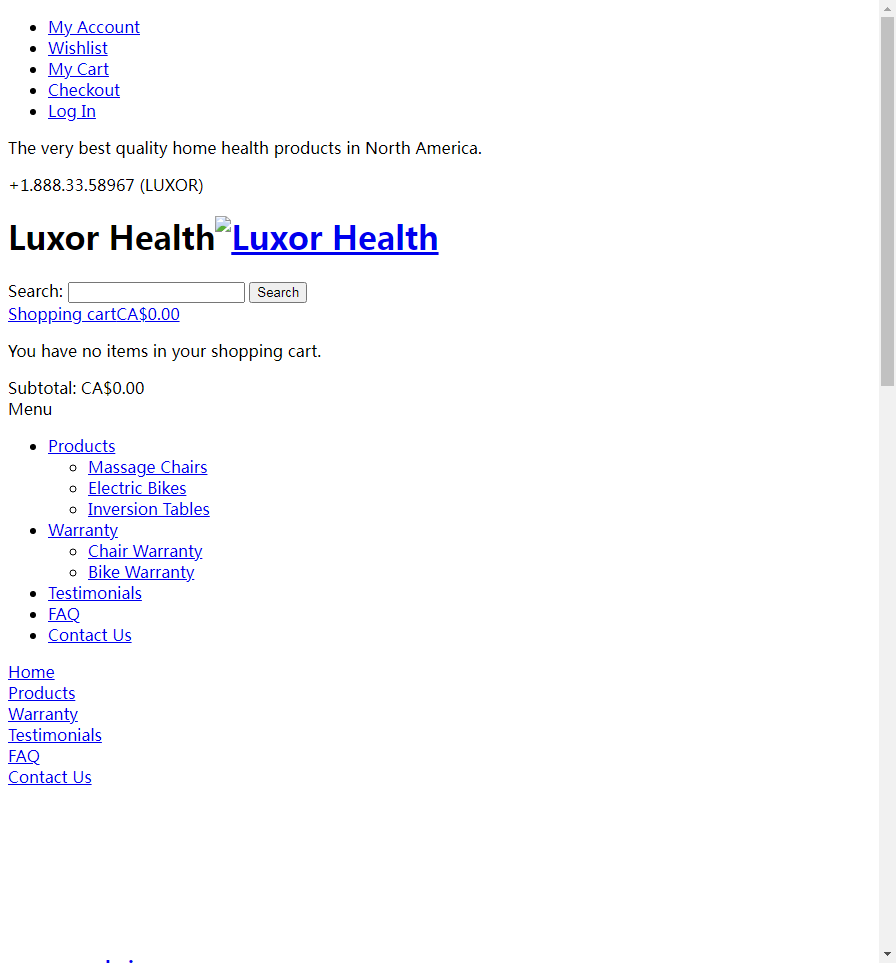 My Account
Wishlist
My Cart
Checkout
Log In
The very best quality home health products in North America.
+1.888.33.58967 (LUXOR)
Luxor HealthLuxor Health
Search: Search
Shopping cartCA$0.00
You have no items in your shopping cart.
Subtotal: CA$0.00
Menu
Products
Massage Chairs
Electric Bikes
Inversion Tables
Warranty
Chair Warranty
Bike Warranty
Testimonials
FAQ
Contact Us
Home
Products
Warranty
Testimonials
FAQ
Contact Us